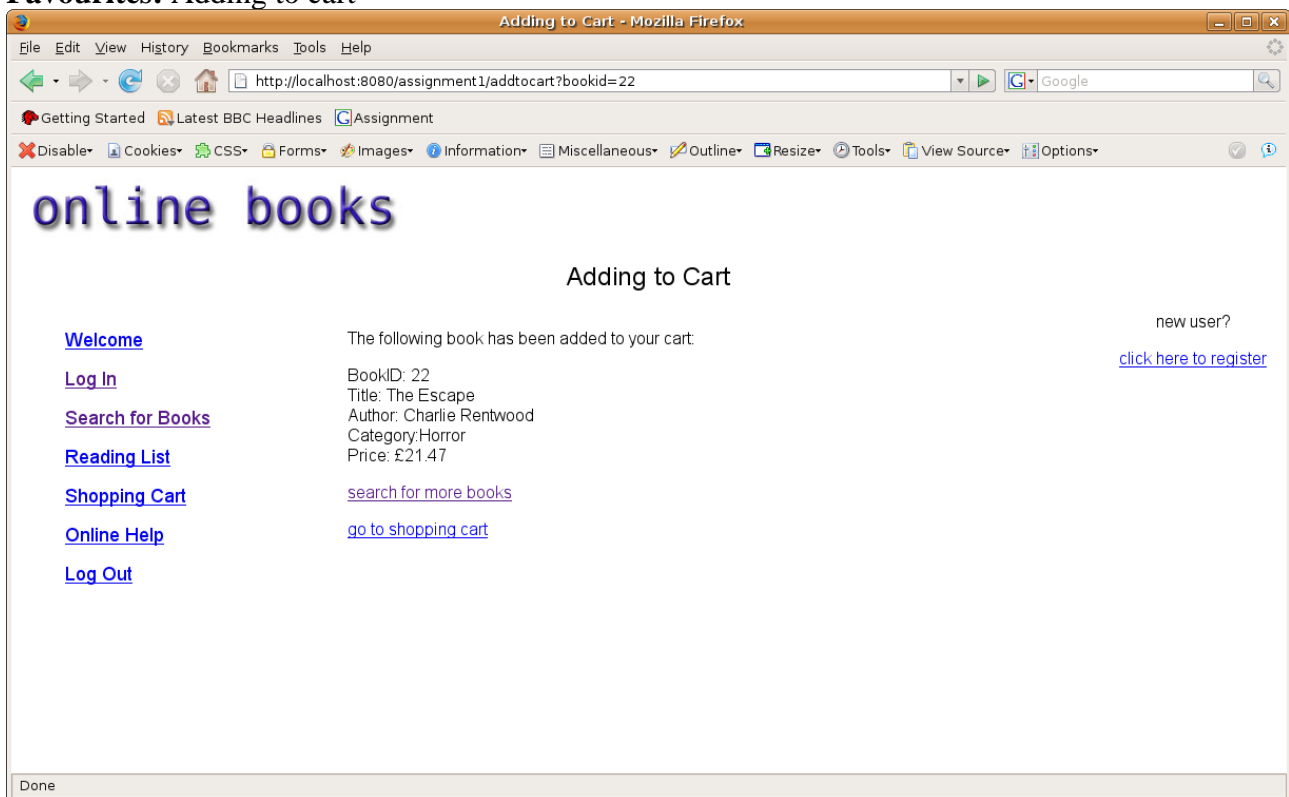 Favourites: Adding to cart
Adding to Cart - Mozilla Firefox
File Edit View History Bookmarks Tools Help
http://localhost:8080/assignment1/addtocart?bookid=22
G Google
Getting Started Latest BBC Headlines G Assignment
Disable Cookies CSS Forms Images Information Miscellaneous Outline Resize Tools View Source Options
online books
Adding to Cart
Welcome
Log In
Search for Books
Reading List
Shopping Cart
Online Help
Log Out
The following book has been added to your cart:
BookID: 22
Title: The Escape
Author: Charlie Rentwood
Category:Horror
Price: £21.47
search for more books
go to shopping cart
new user?
click here to register
Done